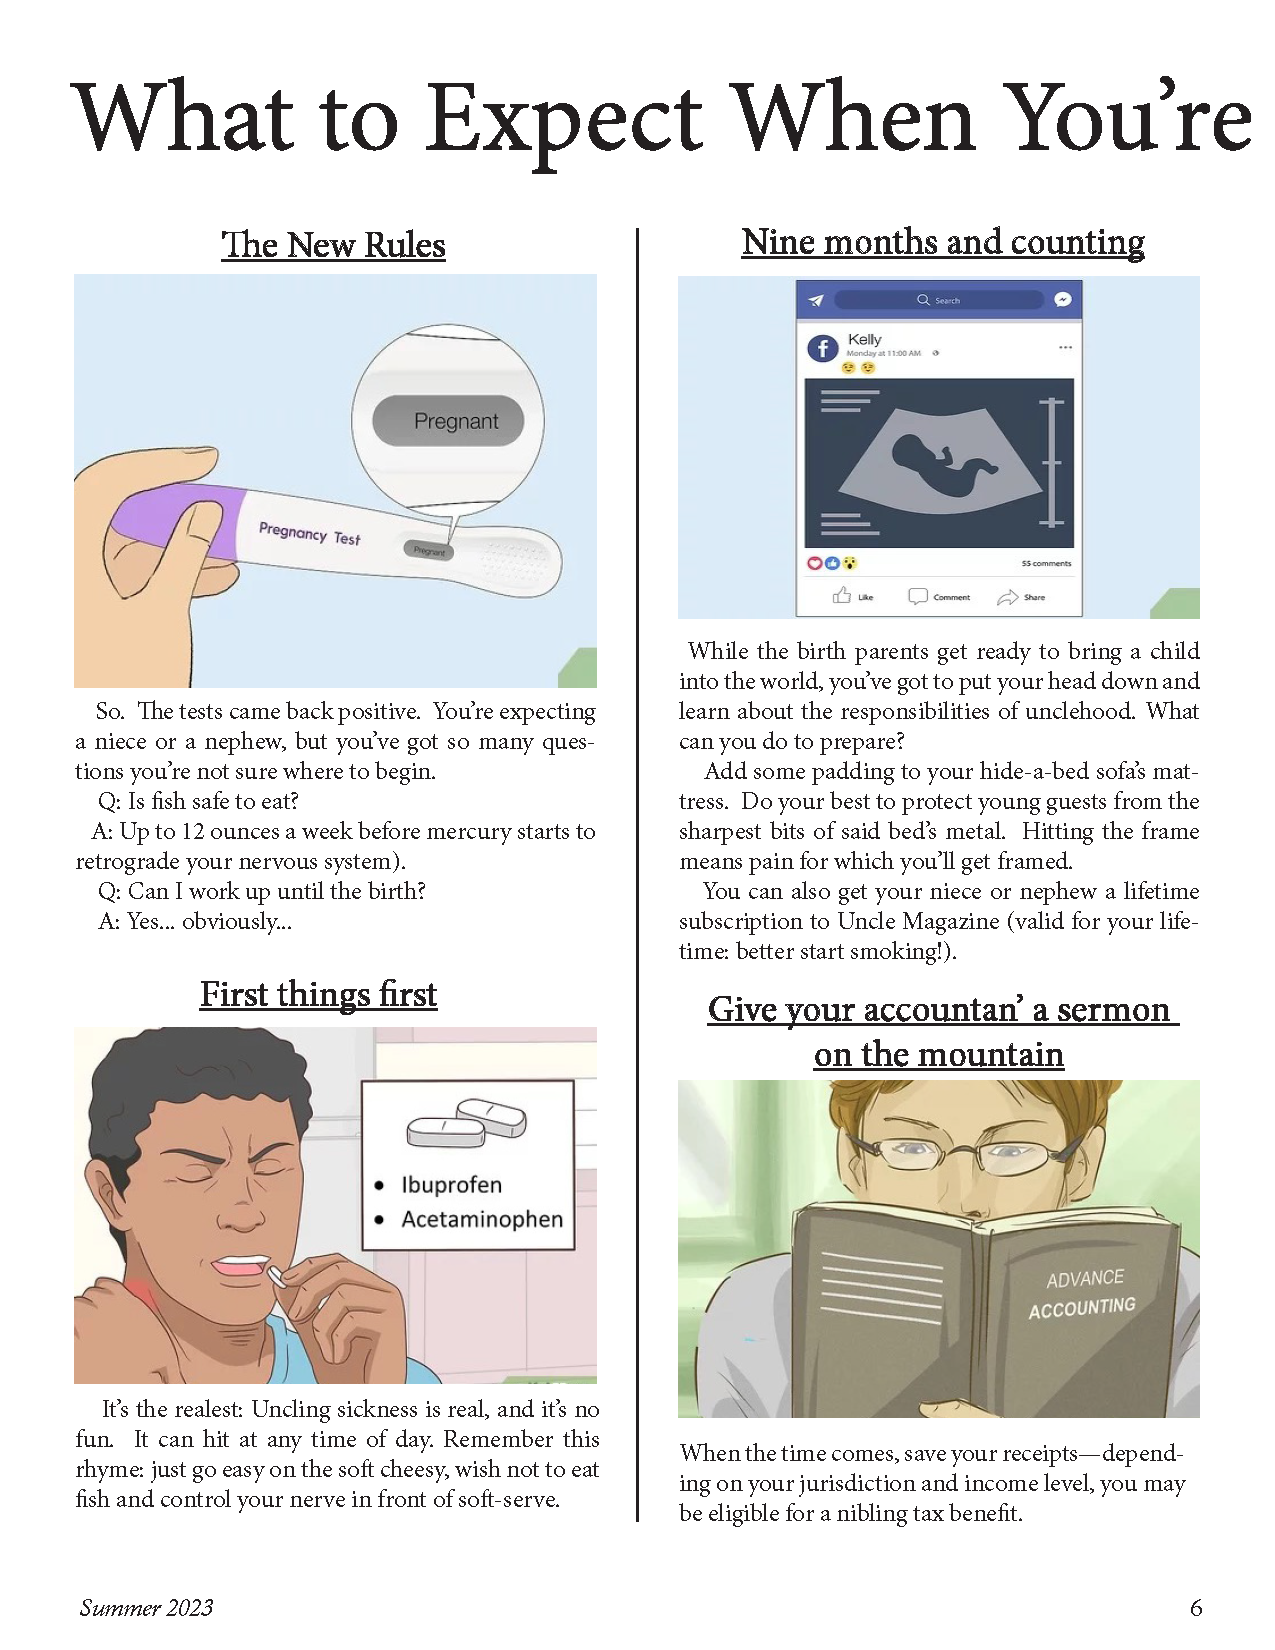 What to Expect When You’re
The New Rules
Pregnant
Pregnancy Test
Pregnant
So.  The tests came back positive.  You’re expecting
a niece or a nephew, but you’ve got so many ques-
tions you’re not sure where to begin.
Q: Is fish safe to eat?
A: Up to 12 ounces a week before mercury starts to
retrograde your nervous system).
Q: Can I work up until the birth?
A: Yes... obviously...
First things first
• Ibuprofen
• Acetaminophen
It’s the realest: Uncling sickness is real, and it’s no
fun.  It can hit at any time of day. Remember this
rhyme: just go easy on the soft cheesy, wish not to eat
fish and control your nerve in front of soft-serve.
Nine months and counting
Search
Kelly
Monday at 11:00 AM
55 comments
Like Comment Share
While the birth parents get ready to bring a child
into the world, you’ve got to put your head down and
learn about the responsibilities of unclehood. What
can you do to prepare?
Add some padding to your hide-a-bed sofa’s mat-
tress.  Do your best to protect young guests from the
sharpest bits of said bed’s metal.  Hitting the frame
means pain for which you’ll get framed.
You can also get your niece or nephew a lifetime
subscription to Uncle Magazine (valid for your life-
time: better start smoking!).
Give your accountan’ a sermon
on the mountain
ADVANCE
ACCOUNTING
When the time comes, save your receipts—depend-
ing on your jurisdiction and income level, you may
be eligible for a nibling tax benefit.
Summer 2023
6